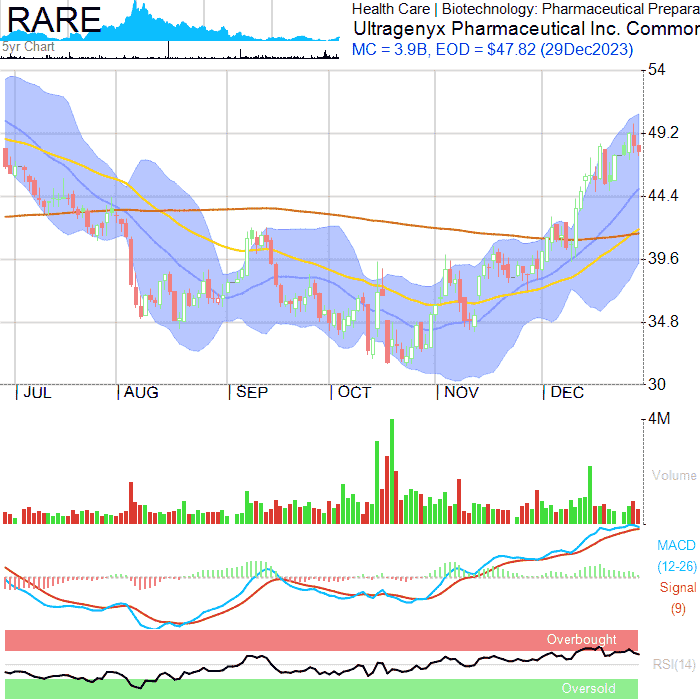 RARE
Health Care | Biotechnology: Pharmaceutical Prepara
Ultragenyx Pharmaceutical Inc. Common
MC = 3.9B, EOD = $47.82 (29Dec2023)
5yr Chart
54
49.2
44.4
39.6
34.8
30
JUL AUG SEP OCT NOV DEC
4M
Volume
MACD
(12-26)
Signal
(9)
Overbought
RSI(14)
Oversold